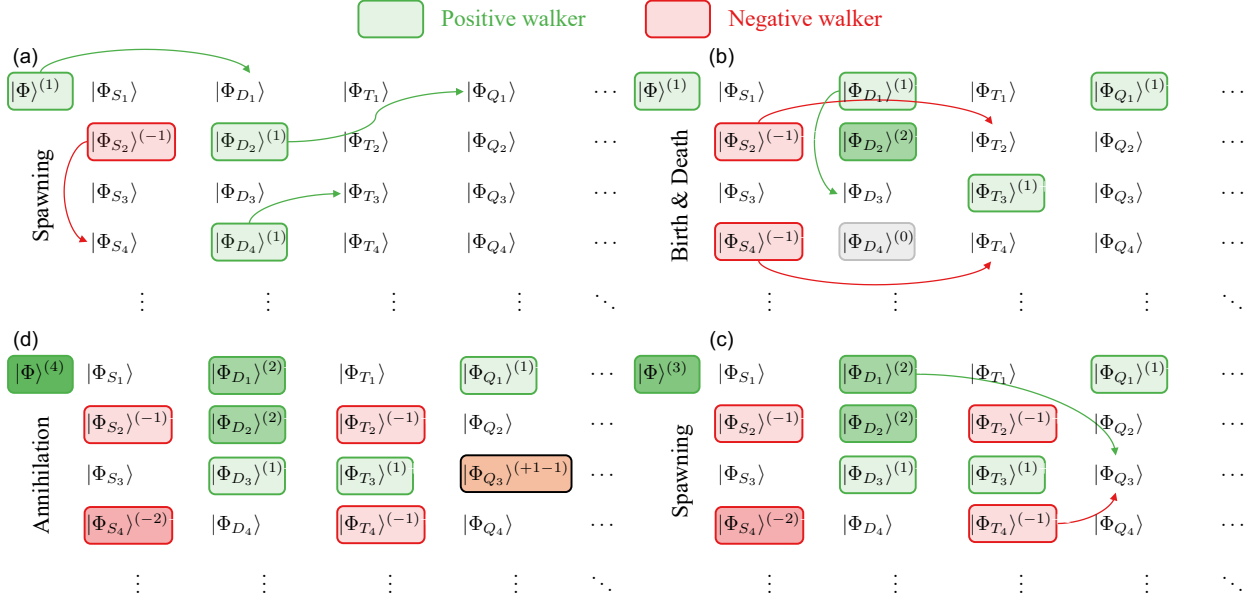 Positive walker Negative walker
(a)
Spawning
|Φ⟩(1) |Φ_S1⟩ |Φ_D1⟩ |Φ_T1⟩ |Φ_Q1⟩ ⋯
|Φ_S2⟩(−1) |Φ_D2⟩(1) |Φ_T2⟩ |Φ_Q2⟩ ⋯
|Φ_S3⟩ |Φ_D3⟩ |Φ_T3⟩ |Φ_Q3⟩ ⋯
|Φ_S4⟩ |Φ_D4⟩(1) |Φ_T4⟩ |Φ_Q4⟩ ⋯
⋮ ⋮ ⋮ ⋮ ⋱
(b)
Birth & Death
|Φ⟩(1) |Φ_S1⟩ |Φ_D1⟩(1) |Φ_T1⟩ |Φ_Q1⟩(1) ⋯
|Φ_S2⟩(−1) |Φ_D2⟩(2) |Φ_T2⟩ |Φ_Q2⟩ ⋯
|Φ_S3⟩ |Φ_D3⟩ |Φ_T3⟩(1) |Φ_Q3⟩ ⋯
|Φ_S4⟩(−1) |Φ_D4⟩(0) |Φ_T4⟩ |Φ_Q4⟩ ⋯
⋮ ⋮ ⋮ ⋮ ⋱
(d)
Annihilation
|Φ⟩(4) |Φ_S1⟩ |Φ_D1⟩(2) |Φ_T1⟩ |Φ_Q1⟩(1) ⋯
|Φ_S2⟩(−1) |Φ_D2⟩(2) |Φ_T2⟩(−1) |Φ_Q2⟩ ⋯
|Φ_S3⟩ |Φ_D3⟩(1) |Φ_T3⟩(1) |Φ_Q3⟩(+1−1) ⋯
|Φ_S4⟩(−2) |Φ_D4⟩ |Φ_T4⟩(−1) |Φ_Q4⟩ ⋯
⋮ ⋮ ⋮ ⋮ ⋱
(c)
Spawning
|Φ⟩(3) |Φ_S1⟩ |Φ_D1⟩(2) |Φ_T1⟩ |Φ_Q1⟩(1) ⋯
|Φ_S2⟩(−1) |Φ_D2⟩(2) |Φ_T2⟩(−1) |Φ_Q2⟩ ⋯
|Φ_S3⟩ |Φ_D3⟩(1) |Φ_T3⟩(1) |Φ_Q3⟩ ⋯
|Φ_S4⟩(−2) |Φ_D4⟩ |Φ_T4⟩(−1) |Φ_Q4⟩ ⋯
⋮ ⋮ ⋮ ⋮ ⋱